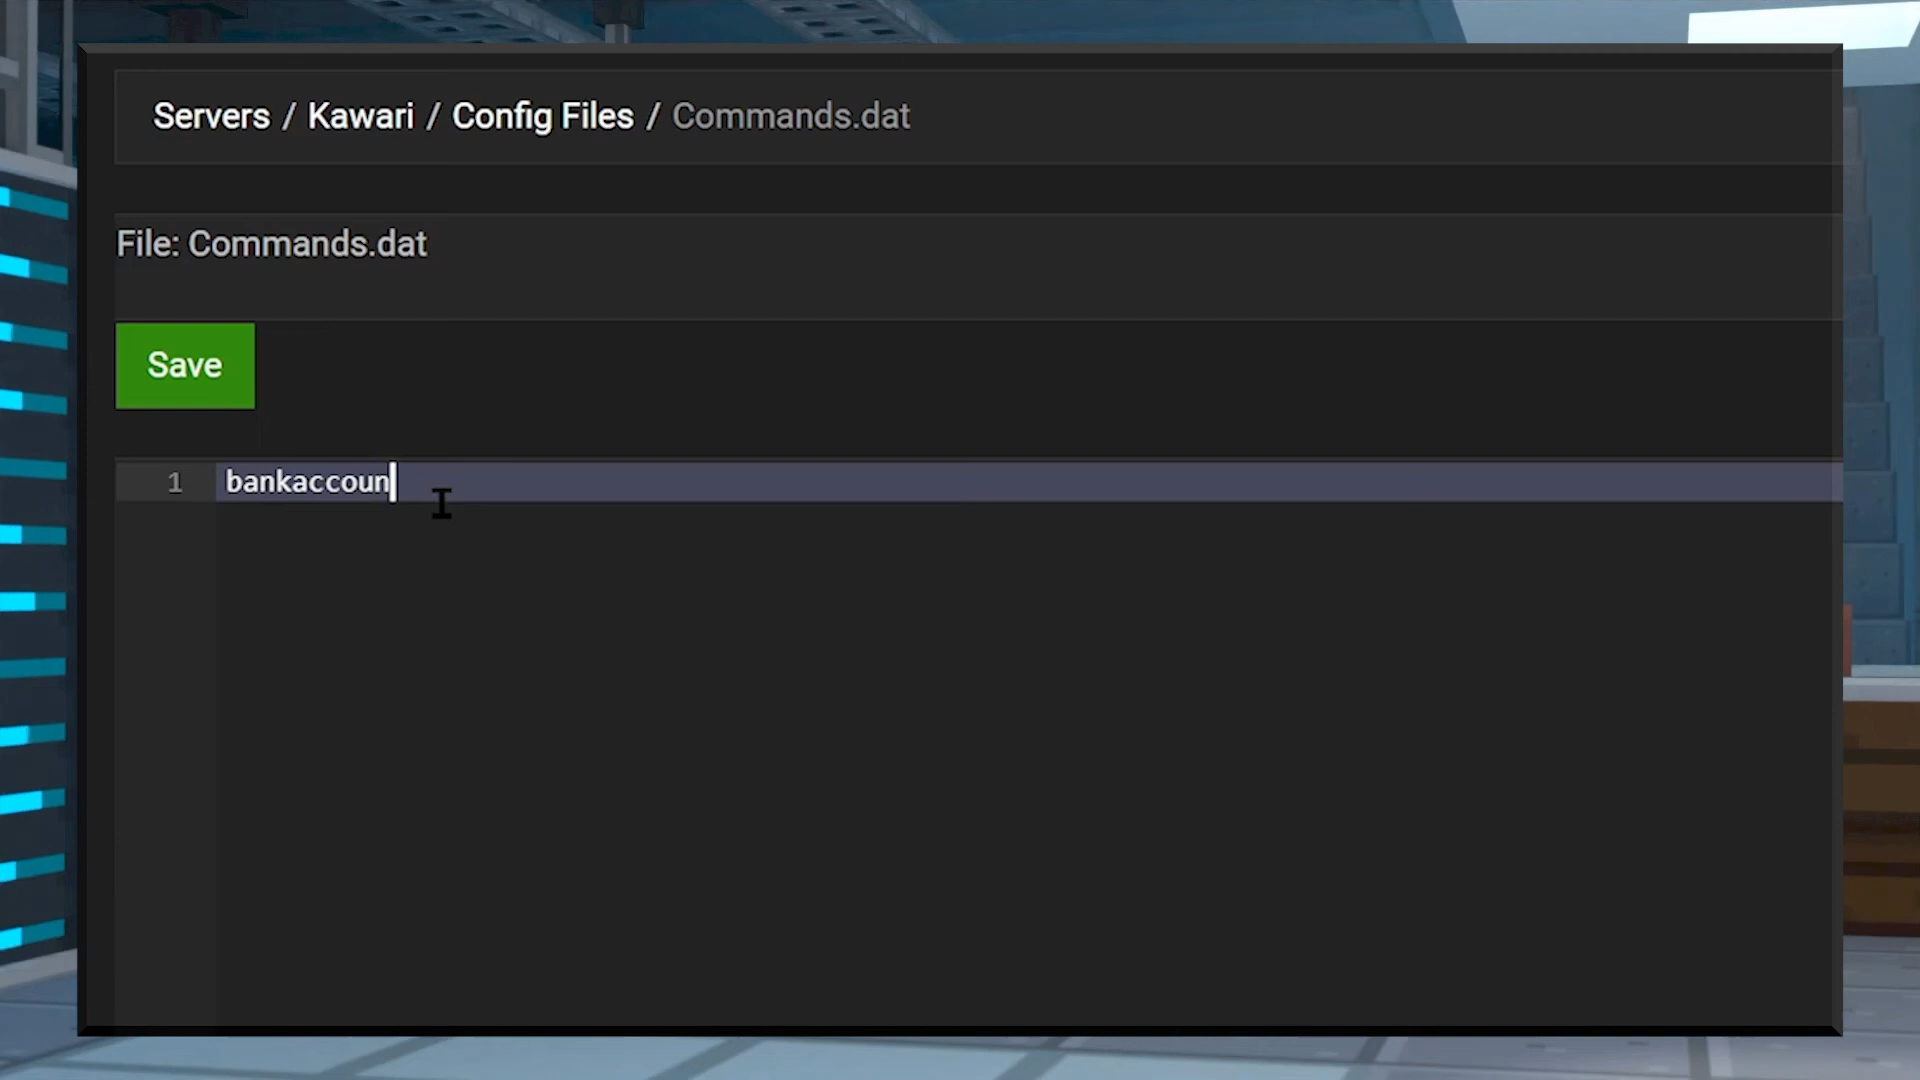 Servers / Kawari / Config Files / Commands.dat
File: Commands.dat
Save
1 bankaccoun